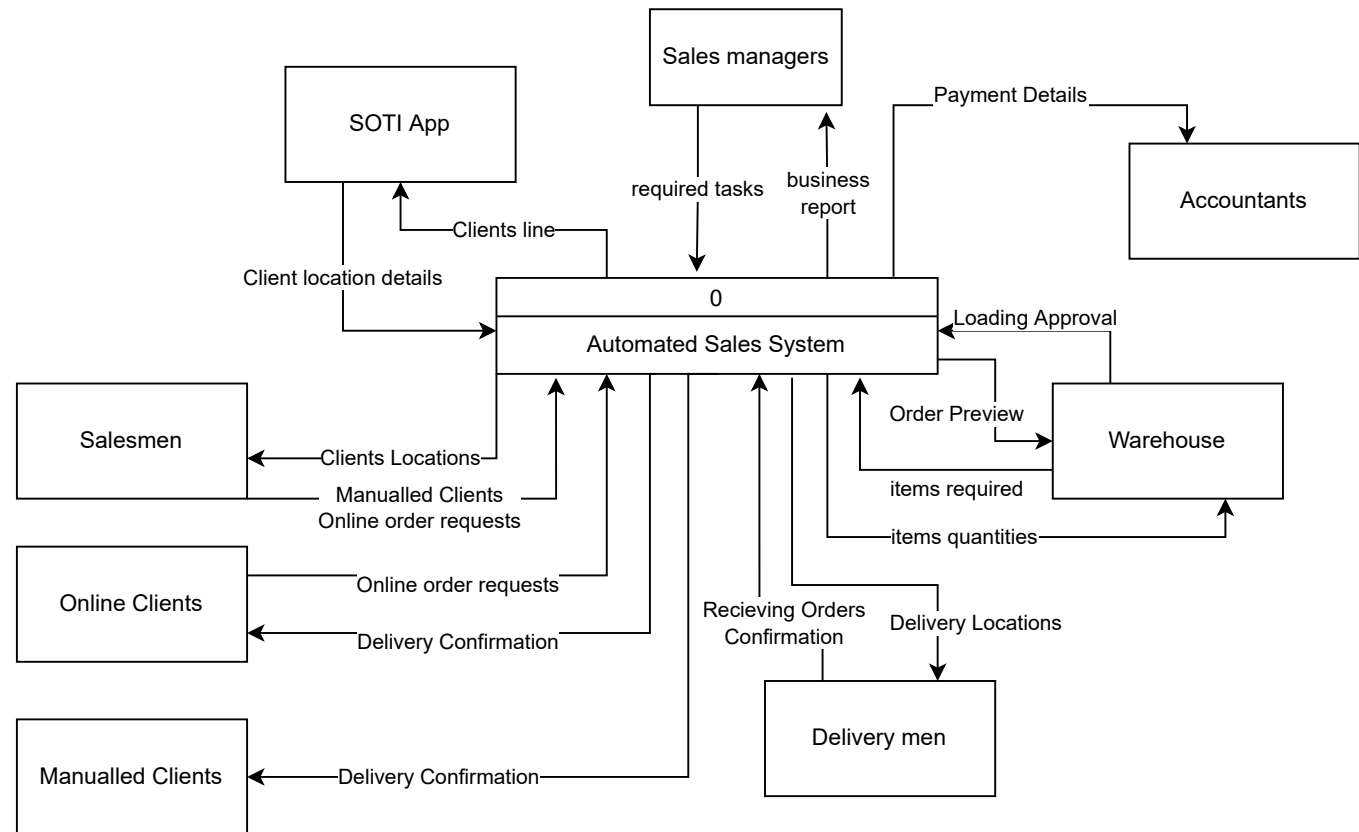 Sales managers
SOTI App
Payment Details
Accountants
required tasks
business
report
Clients line
Client location details
0
Automated Sales System
Loading Approval
Order Preview
Warehouse
Salesmen
Clients Locations
items required
Manualled Clients
Online order requests
items quantities
Online Clients
Online order requests
Delivery Confirmation
Recieving Orders
Confirmation
Delivery Locations
Delivery men
Manualled Clients
Delivery Confirmation